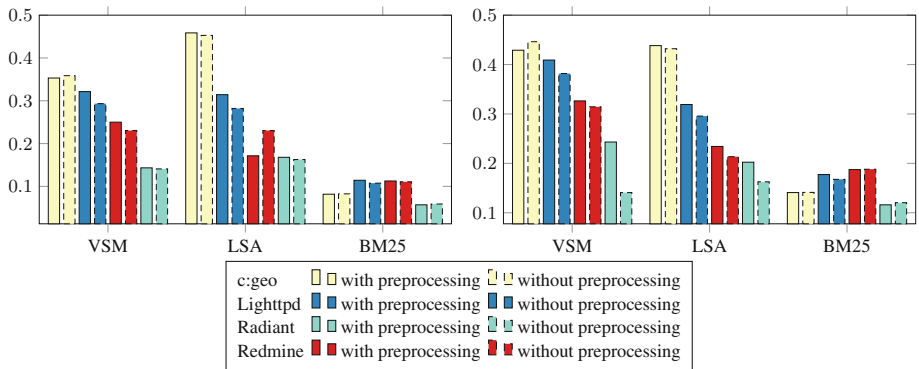 0.5
0.4
0.3
0.2
0.1
VSM LSA BM25
0.5
0.4
0.3
0.2
0.1
VSM LSA BM25
c:geo with preprocessing without preprocessing
Lighttpd with preprocessing without preprocessing
Radiant with preprocessing without preprocessing
Redmine with preprocessing without preprocessing